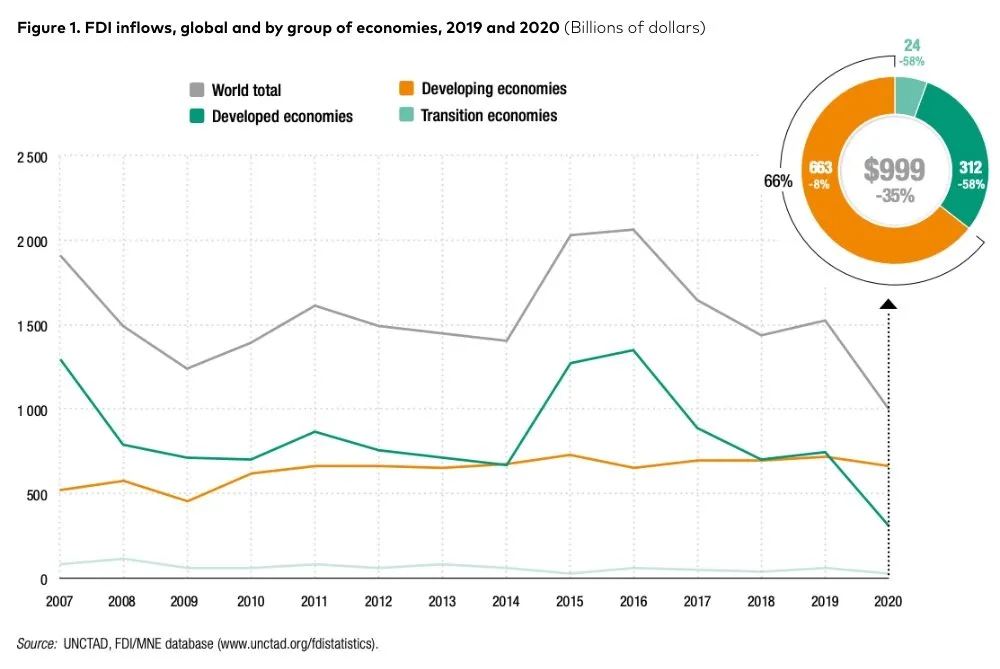 Figure 1. FDI inflows, global and by group of economies, 2019 and 2020 (Billions of dollars)
World total
Developing economies
Developed economies
Transition economies
24
-58%
663
-8%
$999
-35%
312
-58%
66%
2 500
2 000
1 500
1 000
500
0
2007 2008 2009 2010 2011 2012 2013 2014 2015 2016 2017 2018 2019 2020
Source: UNCTAD, FDI/MNE database (www.unctad.org/fdistatistics).